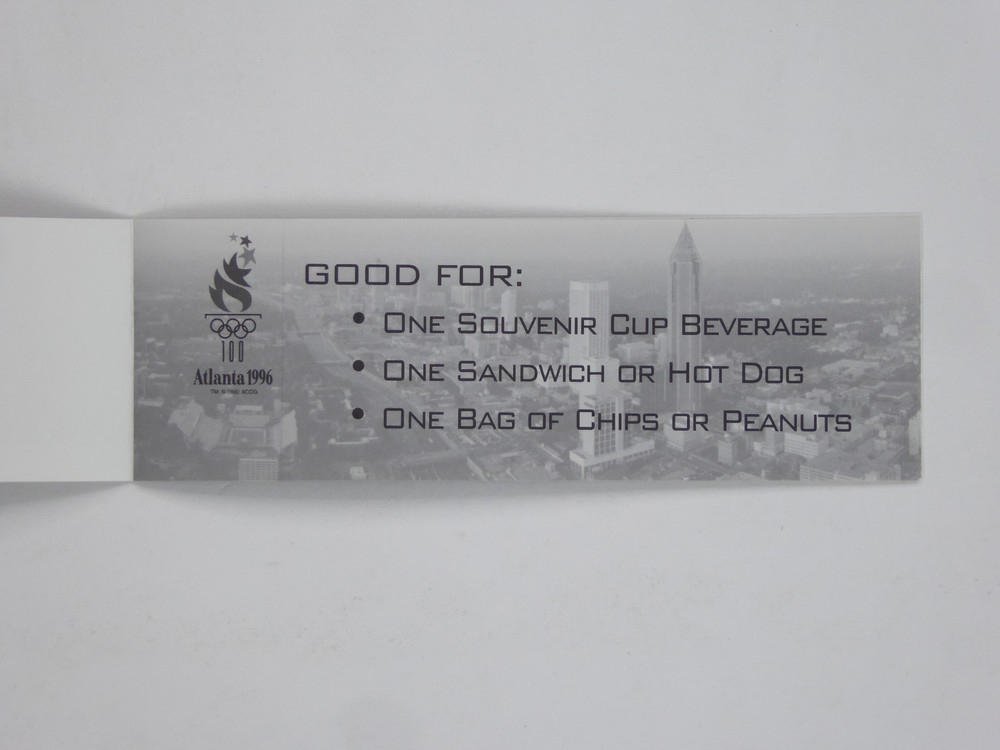 GOOD FOR:
• ONE SOUVENIR CUP BEVERAGE
• ONE SANDWICH OR HOT DOG
• ONE BAG OF CHIPS OR PEANUTS
100
Atlanta 1996